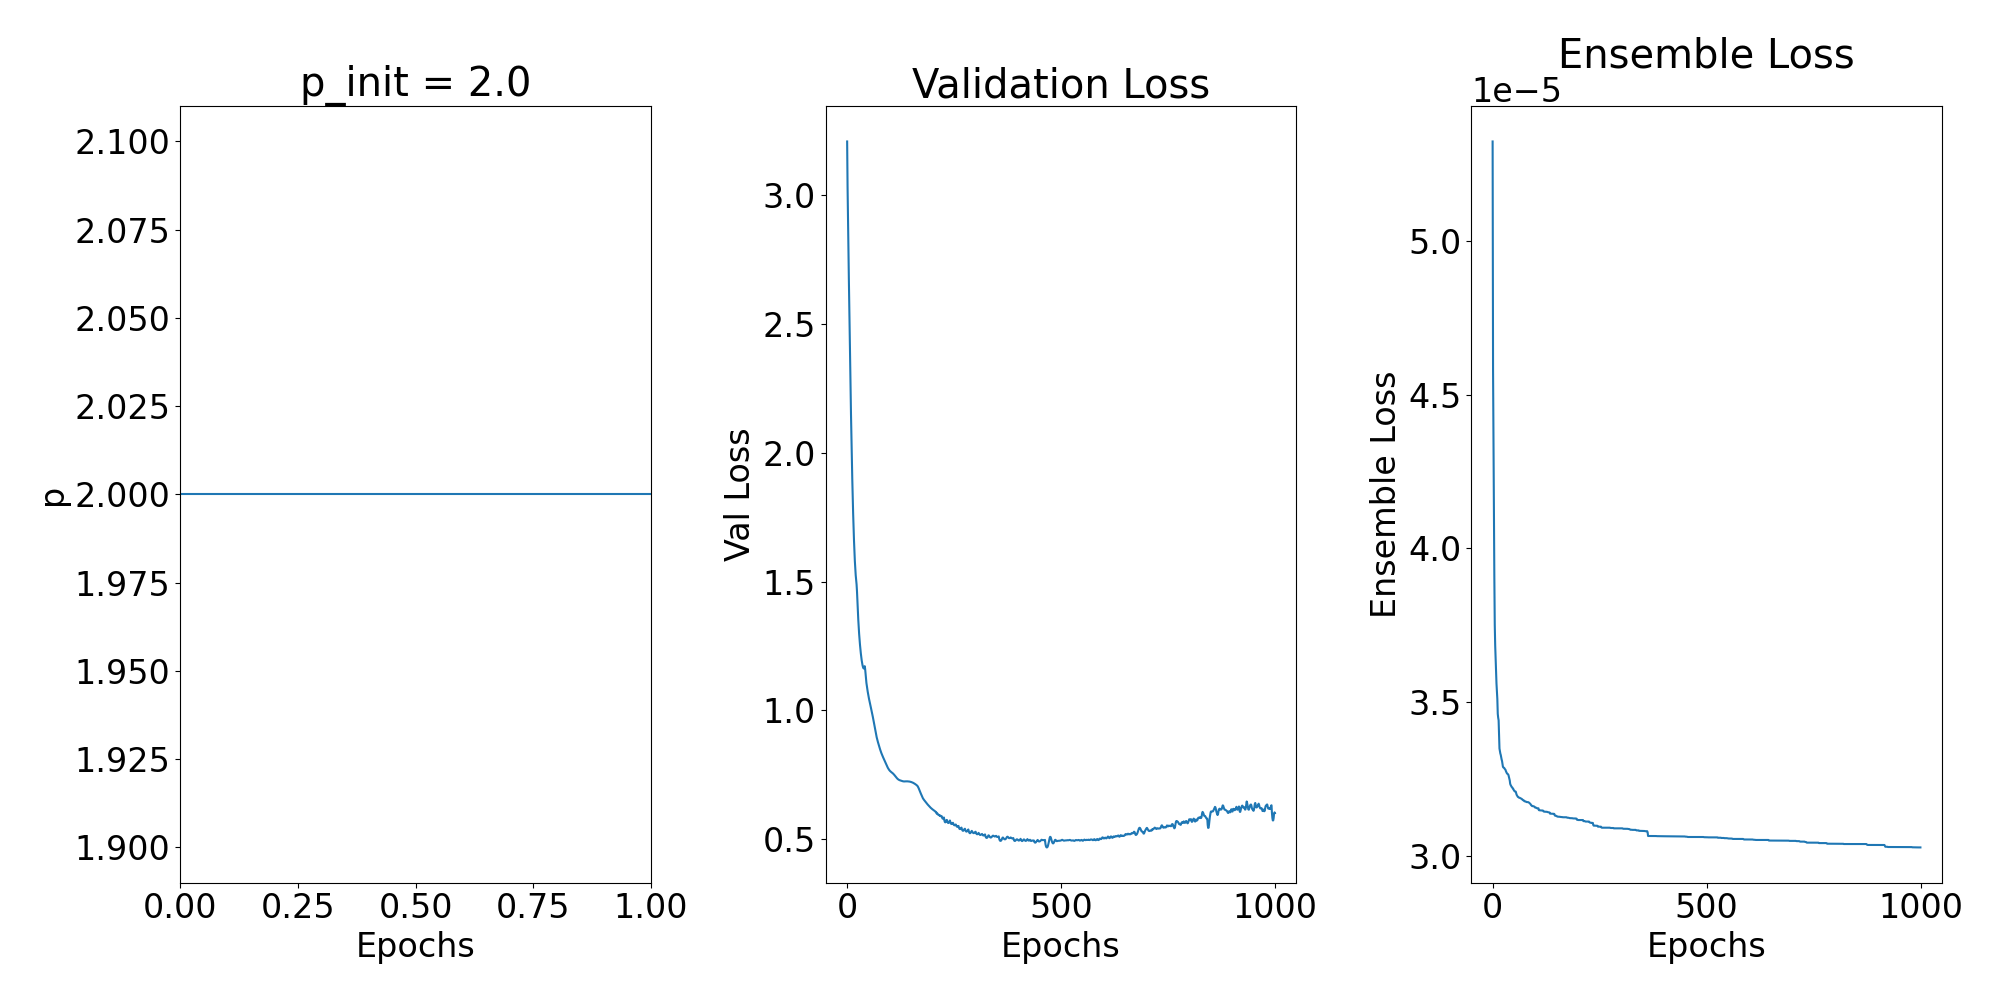 p_init = 2.0
2.100
2.075
2.050
2.025
2.000
1.975
1.950
1.925
1.900
p
0.00 0.25 0.50 0.75 1.00
Epochs
Validation Loss
3.0
2.5
2.0
1.5
1.0
0.5
Val Loss
0 500 1000
Epochs
Ensemble Loss
1e−5
5.0
4.5
4.0
3.5
3.0
Ensemble Loss
0 500 1000
Epochs